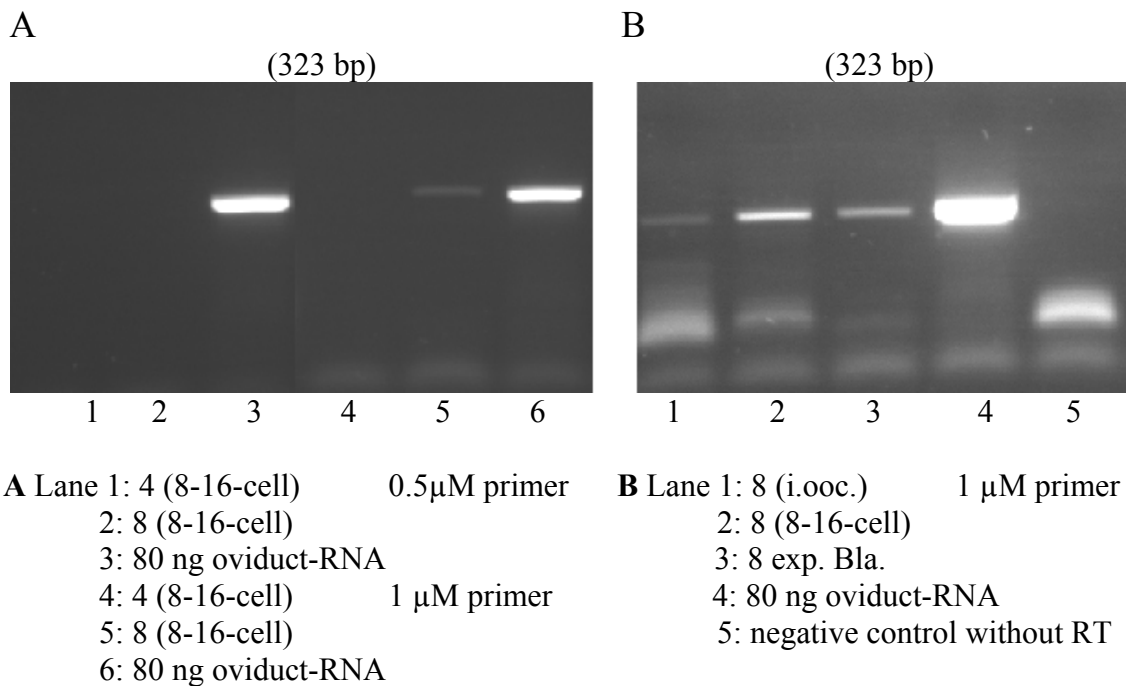 A
(323 bp)
1 2 3 4 5 6
A Lane 1: 4 (8-16-cell) 0.5µM primer
2: 8 (8-16-cell)
3: 80 ng oviduct-RNA
4: 4 (8-16-cell) 1 µM primer
5: 8 (8-16-cell)
6: 80 ng oviduct-RNA
B
(323 bp)
1 2 3 4 5
B Lane 1: 8 (i.ooc.) 1 µM primer
2: 8 (8-16-cell)
3: 8 exp. Bla.
4: 80 ng oviduct-RNA
5: negative control without RT